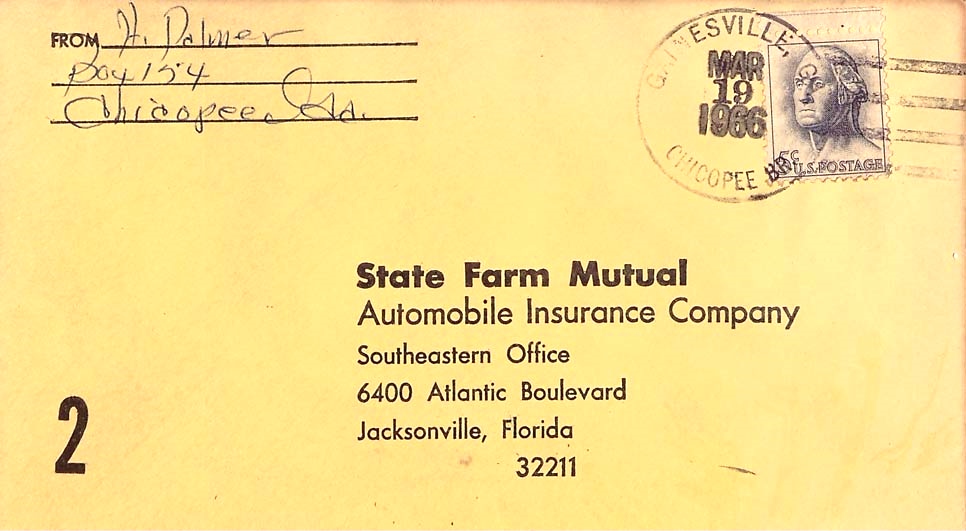 FROM H. Palmer
Box 154
Chicopee, Ga.
GAINESVILLE,
MAR
19
1966
CHICOPEE BR.
5c
U.S. POSTAGE
State Farm Mutual
Automobile Insurance Company
Southeastern Office
6400 Atlantic Boulevard
Jacksonville, Florida
32211
2